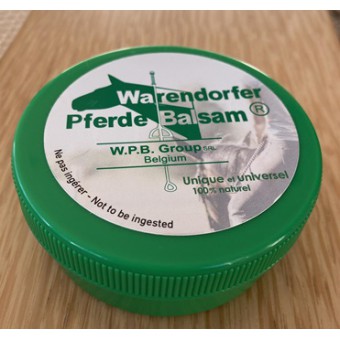 Warendorfer
Pferde Balsam®
W.P.B. Group
Belgium
Unique et universel
100% naturel
Ne pas ingérer - Not to be ingested